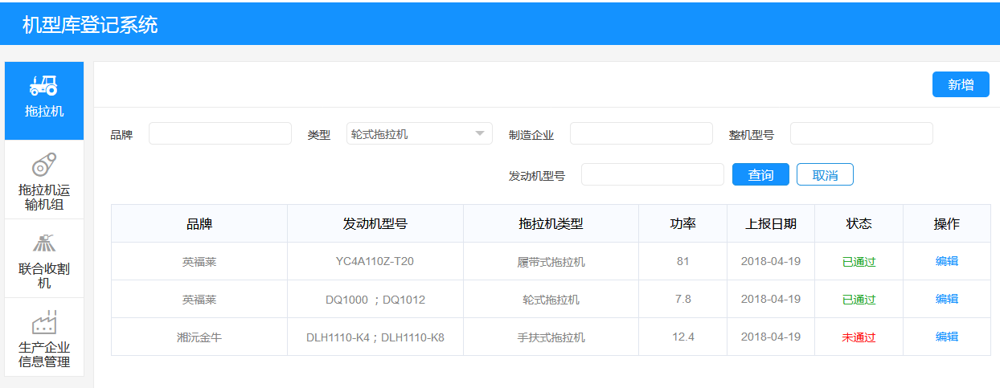 机型库登记系统
新增
拖拉机
品牌 类型 轮式拖拉机 制造企业 整机型号
发动机型号 查询 取消
拖拉机运
输机组
品牌 发动机型号 拖拉机类型 功率 上报日期 状态 操作
英福莱 YC4A110Z-T20 履带式拖拉机 81 2018-04-19 已通过 编辑
联合收割
机
英福莱 DQ1000 ；DQ1012 轮式拖拉机 7.8 2018-04-19 已通过 编辑
湘沅金牛 DLH1110-K4；DLH1110-K8 手扶式拖拉机 12.4 2018-04-19 未通过 编辑
生产企业
信息管理